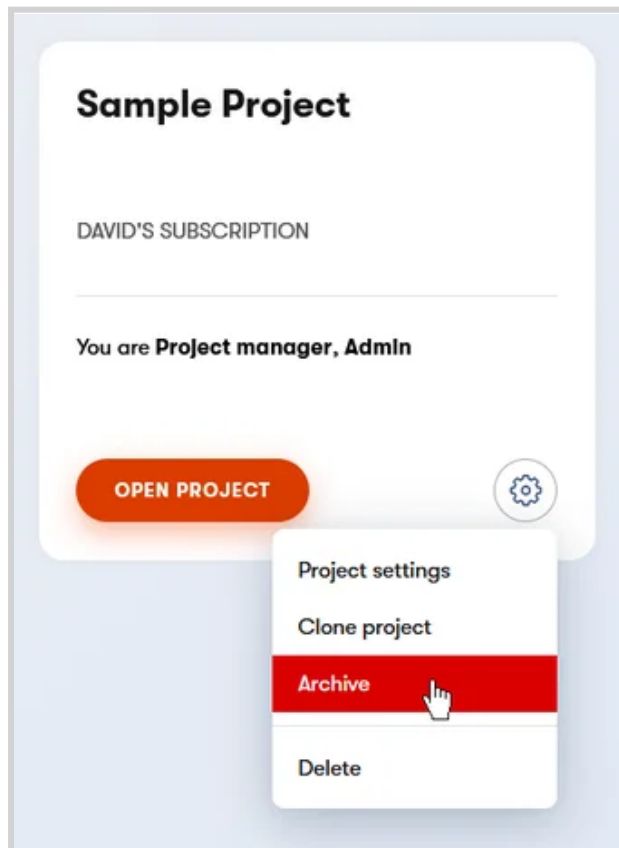 Sample Project
DAVID'S SUBSCRIPTION
You are Project manager, Admin
OPEN PROJECT
Project settings
Clone project
Archive
Delete